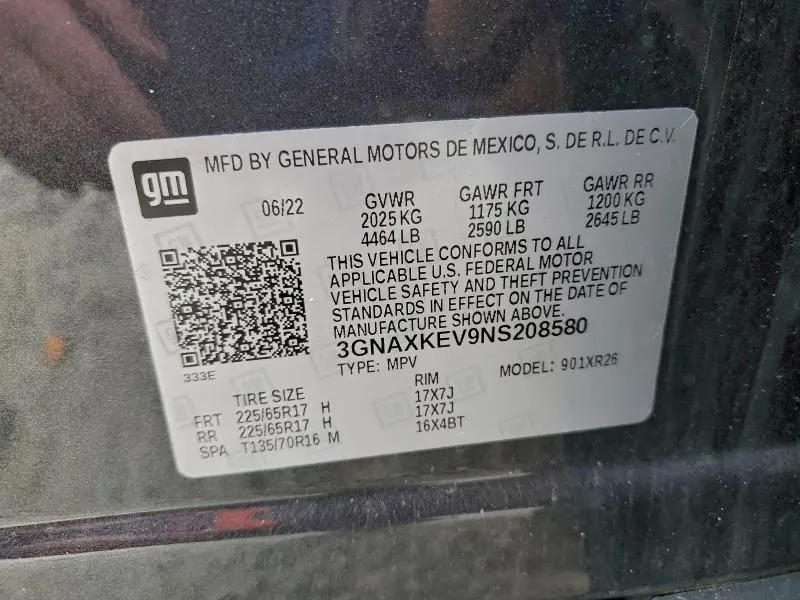 gm
MFD BY GENERAL MOTORS DE MEXICO, S. DE R.L. DE C.V.
06/22 GVWR GAWR FRT GAWR RR
2025 KG 1175 KG 1200 KG
4464 LB 2590 LB 2645 LB
THIS VEHICLE CONFORMS TO ALL
APPLICABLE U.S. FEDERAL MOTOR
VEHICLE SAFETY AND THEFT PREVENTION
STANDARDS IN EFFECT ON THE DATE OF
MANUFACTURE SHOWN ABOVE.
3GNAXKEV9NS208580
333E
TYPE: MPV MODEL: 901XR26
TIRE SIZE RIM
FRT 225/65R17 H 17X7J
RR 225/65R17 H 17X7J
SPA T135/70R16 M 16X4BT